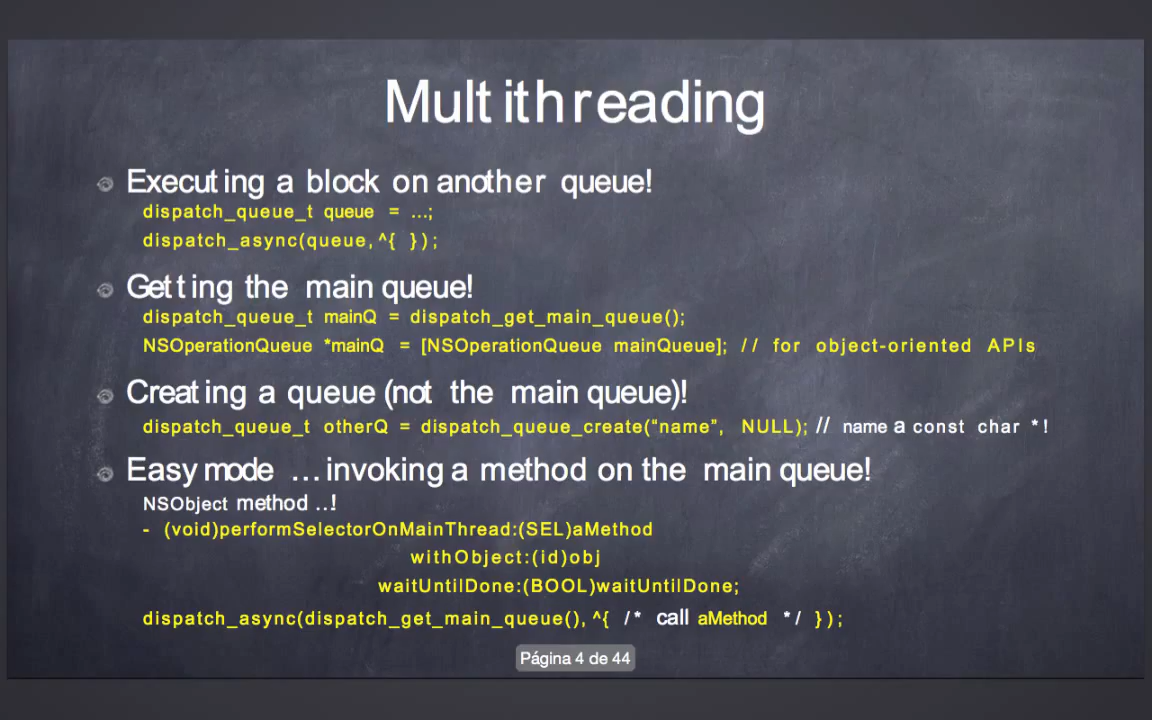 Multithreading
Executing a block on another queue!
dispatch_queue_t queue = ...;
dispatch_async(queue, ^{ });
Getting the main queue!
dispatch_queue_t mainQ = dispatch_get_main_queue();
NSOperationQueue *mainQ = [NSOperationQueue mainQueue]; // for object-oriented APIs
Creating a queue (not the main queue)!
dispatch_queue_t otherQ = dispatch_queue_create(“name”, NULL); // name a const char *!
Easy mode ... invoking a method on the main queue!
NSObject method ..!
- (void)performSelectorOnMainThread:(SEL)aMethod
withObject:(id)obj
waitUntilDone:(BOOL)waitUntilDone;
dispatch_async(dispatch_get_main_queue(), ^{ /* call aMethod */ });
Página 4 de 44